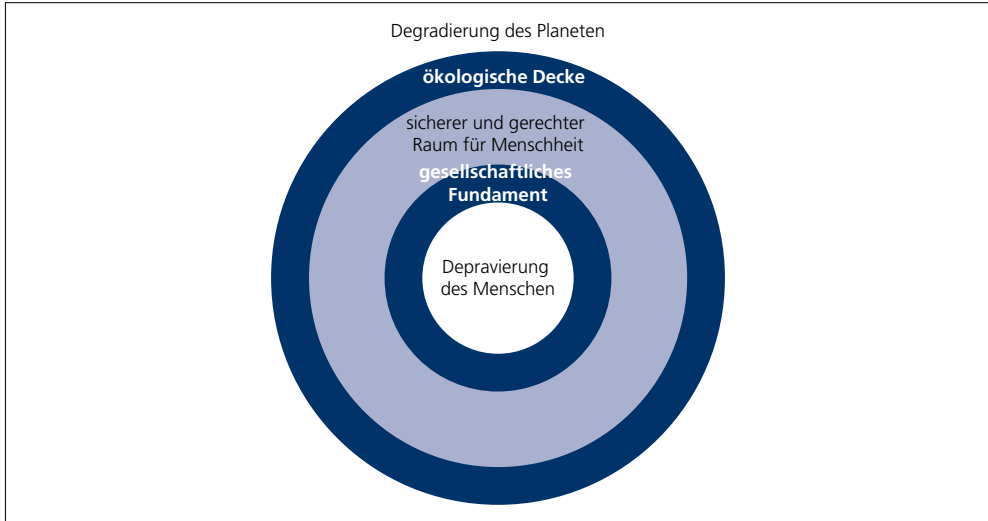 Degradierung des Planeten
ökologische Decke
sicherer und gerechter
Raum für Menschheit
gesellschaftliches
Fundament
Depravierung
des Menschen